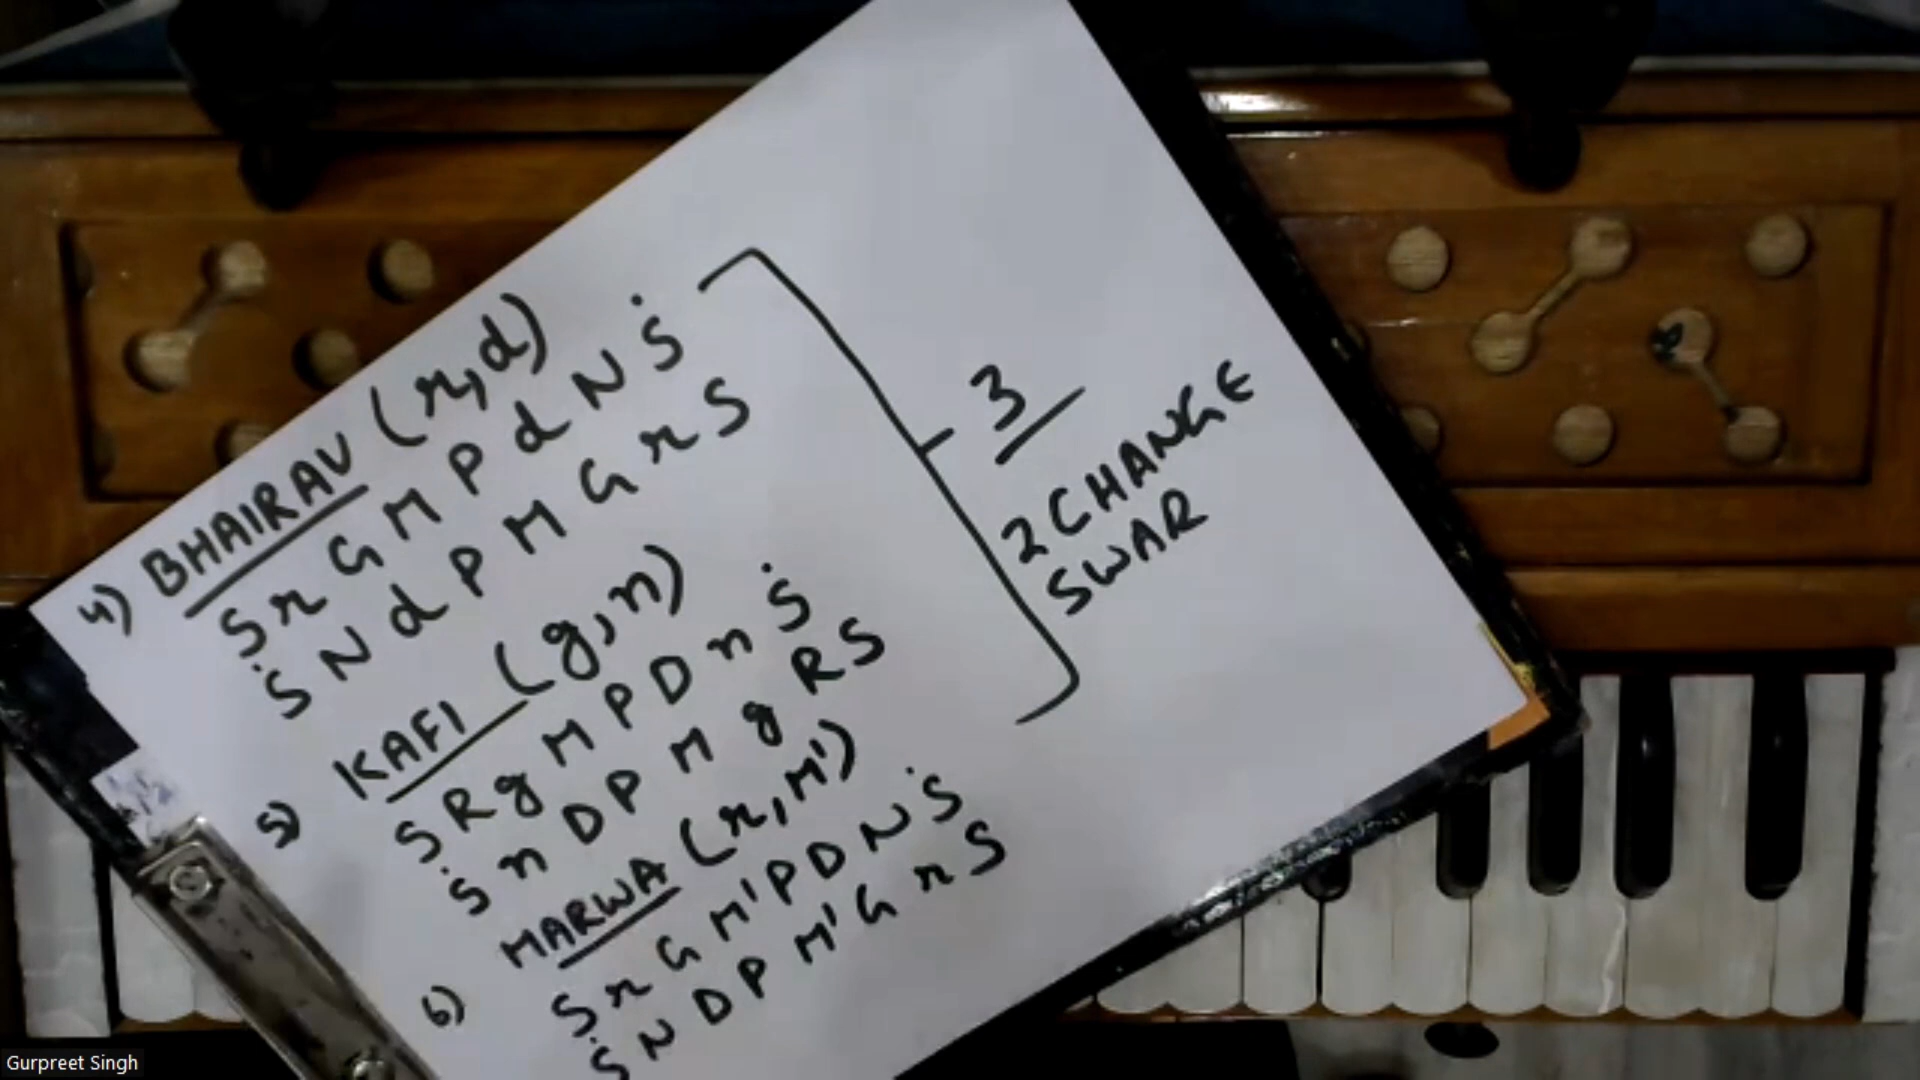 4) BHAIRAV (r,d)
S r G M P d N Ṡ
Ṡ N d P M G r S
5) KAFI (g,n)
S R g M P D n Ṡ
Ṡ n D P M g R S
6) MARWA (r,M')
S r G M' P D N Ṡ
Ṡ N D P M' G r S
3
2 CHANGE
SWAR
Gurpreet Singh